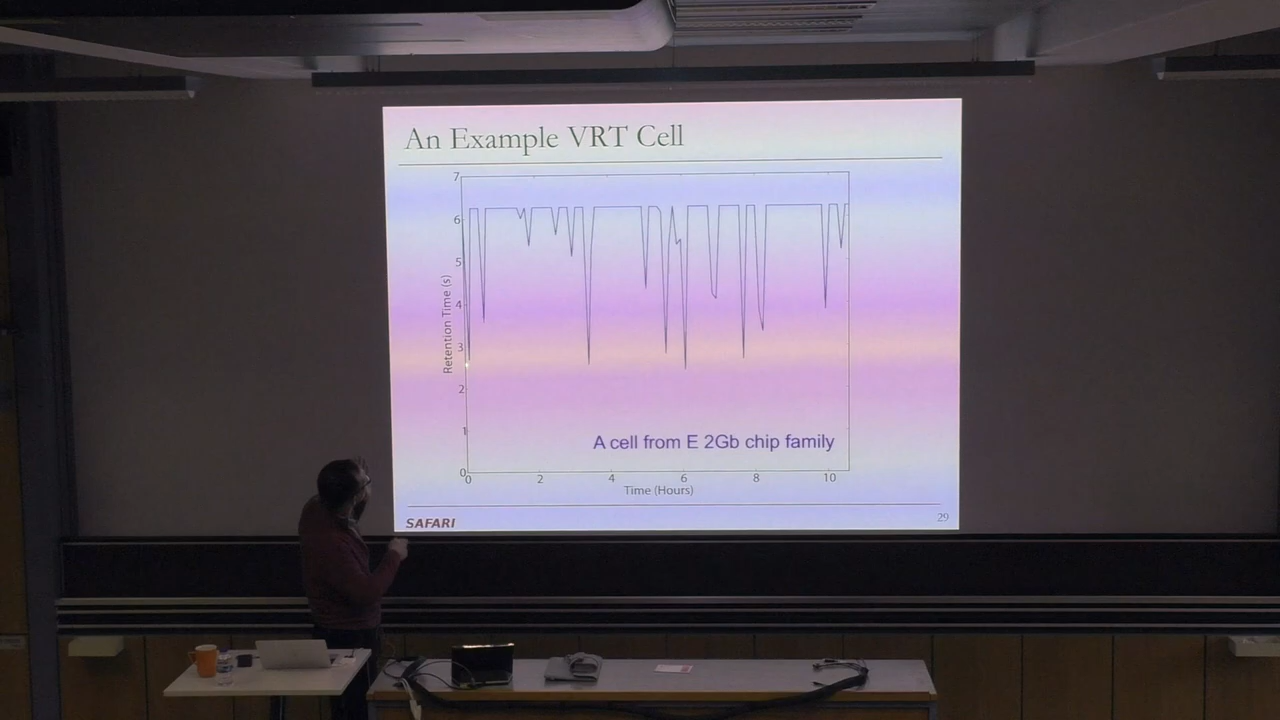 An Example VRT Cell
7
6
5
4
3
2
1
0
Retention Time (s)
A cell from E 2Gb chip family
0 2 4 6 8 10
Time (Hours)
SAFARI
29